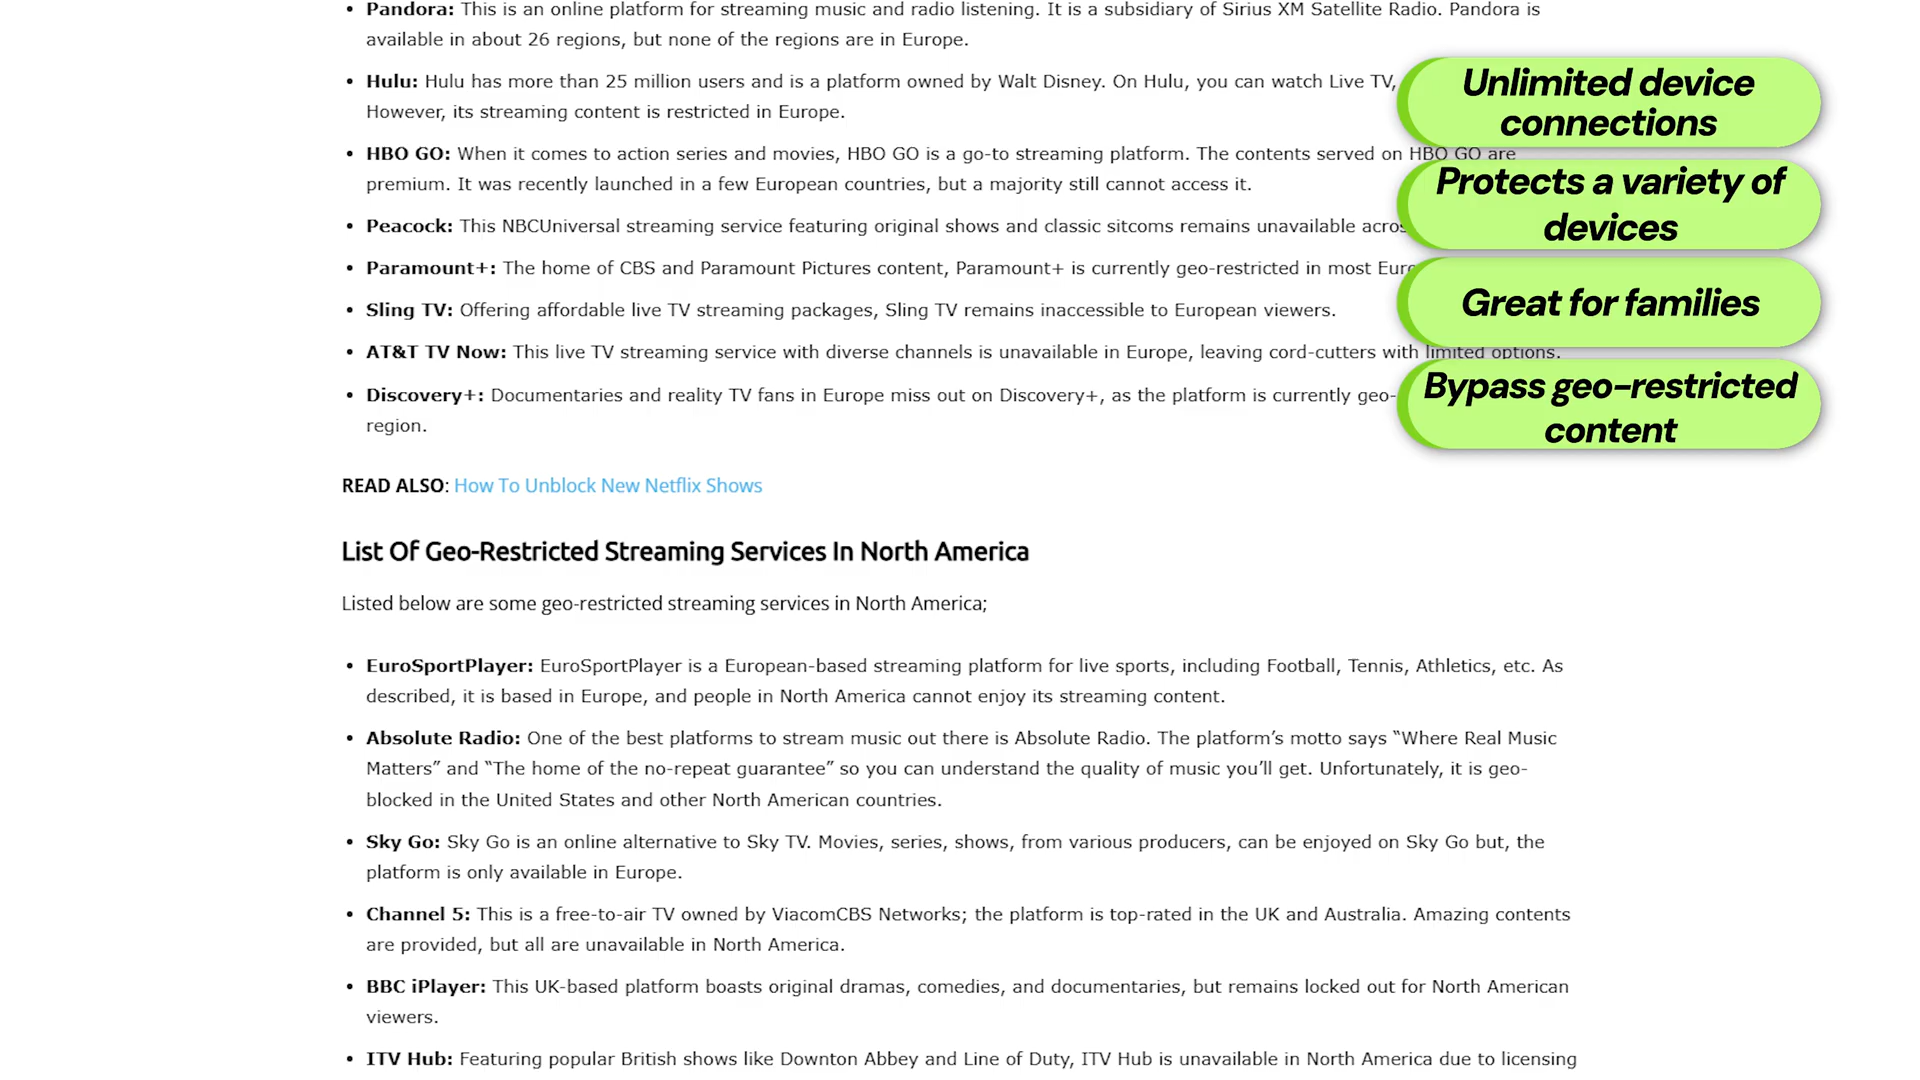 • Pandora: This is an online platform for streaming music and radio listening. It is a subsidiary of Sirius XM Satellite Radio. Pandora is
available in about 26 regions, but none of the regions are in Europe.
• Hulu: Hulu has more than 25 million users and is a platform owned by Walt Disney. On Hulu, you can watch Live TV,
However, its streaming content is restricted in Europe.
• HBO GO: When it comes to action series and movies, HBO GO is a go-to streaming platform. The contents served on HBO GO are
premium. It was recently launched in a few European countries, but a majority still cannot access it.
• Peacock: This NBCUniversal streaming service featuring original shows and classic sitcoms remains unavailable
• Paramount+: The home of CBS and Paramount Pictures content, Paramount+ is currently geo-restricted in most
• Sling TV: Offering affordable live TV streaming packages, Sling TV remains inaccessible to European viewers.
• AT&T TV Now: This live TV streaming service with diverse channels is unavailable in Europe, leaving cord-cutters with limited options.
• Discovery+: Documentaries and reality TV fans in Europe miss out on Discovery+, as the platform is currently geo-
region.
Unlimited device
connections
Protects a variety of
devices
Great for families
Bypass geo-restricted
content
READ ALSO: How To Unblock New Netflix Shows
List Of Geo-Restricted Streaming Services In North America
Listed below are some geo-restricted streaming services in North America;
• EuroSportPlayer: EuroSportPlayer is a European-based streaming platform for live sports, including Football, Tennis, Athletics, etc. As
described, it is based in Europe, and people in North America cannot enjoy its streaming content.
• Absolute Radio: One of the best platforms to stream music out there is Absolute Radio. The platform’s motto says “Where Real Music
Matters” and “The home of the no-repeat guarantee” so you can understand the quality of music you’ll get. Unfortunately, it is geo-
blocked in the United States and other North American countries.
• Sky Go: Sky Go is an online alternative to Sky TV. Movies, series, shows, from various producers, can be enjoyed on Sky Go but, the
platform is only available in Europe.
• Channel 5: This is a free-to-air TV owned by ViacomCBS Networks; the platform is top-rated in the UK and Australia. Amazing contents
are provided, but all are unavailable in North America.
• BBC iPlayer: This UK-based platform boasts original dramas, comedies, and documentaries, but remains locked out for North American
viewers.
• ITV Hub: Featuring popular British shows like Downton Abbey and Line of Duty, ITV Hub is unavailable in North America due to licensing